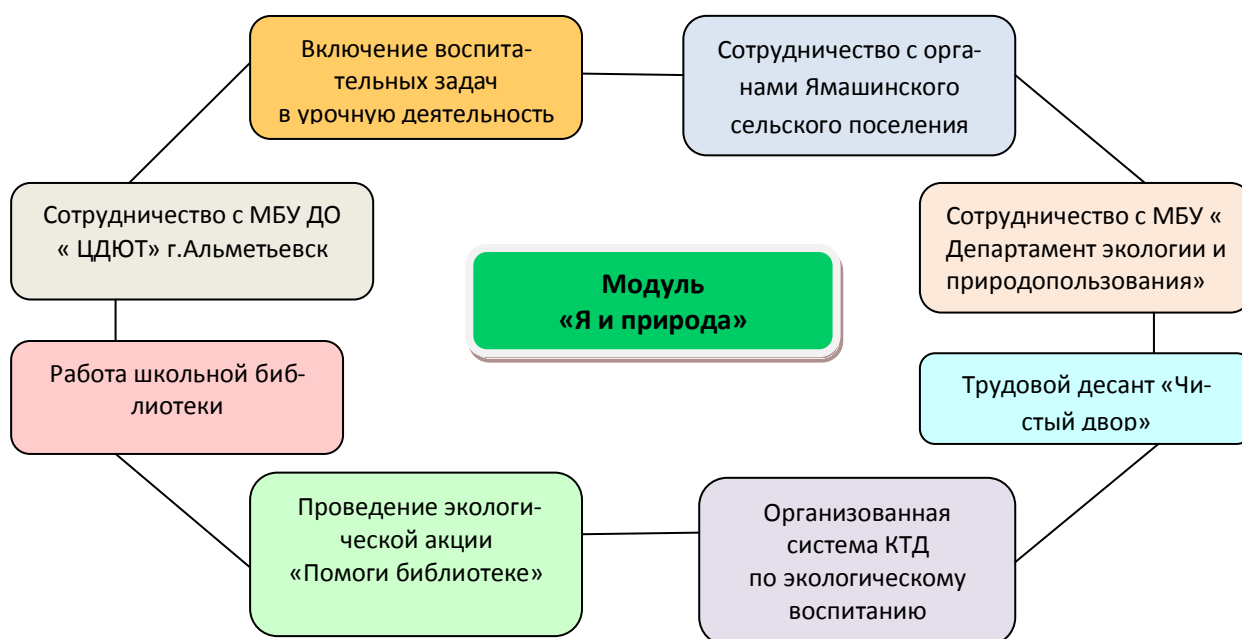 Включение воспита-
тельных задач
в урочную деятельность
Сотрудничество с орга-
нами Ямашинского
сельского поселения
Сотрудничество с МБУ ДО
« ЦДЮТ» г.Альметьевск
Сотрудничество с МБУ «
Департамент экологии и
природопользования»
Модуль
«Я и природа»
Работа школьной биб-
лиотеки
Трудовой десант «Чи-
стый двор»
Проведение экологи-
ческой акции
«Помоги библиотеке»
Организованная
система КТД
по экологическому
воспитанию